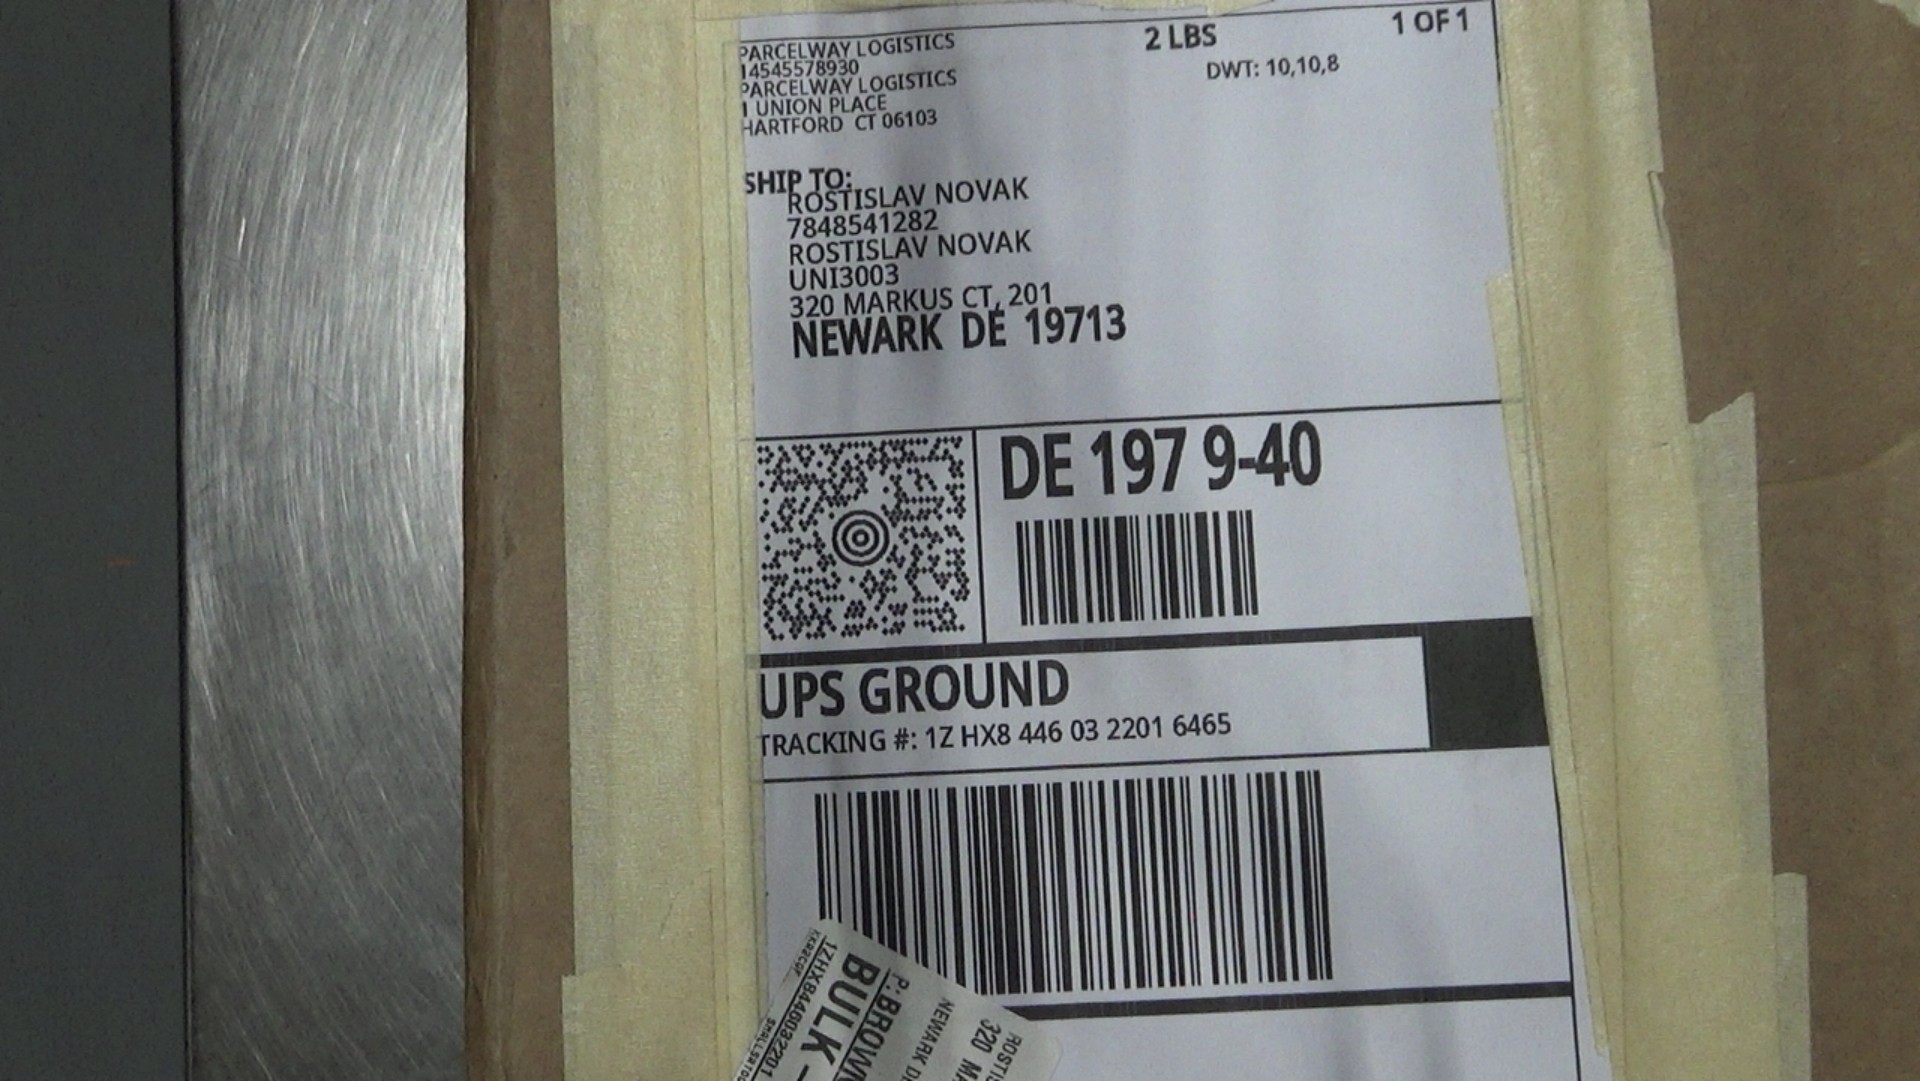 PARCELWAY LOGISTICS
14545578930
PARCELWAY LOGISTICS
1 UNION PLACE
HARTFORD CT 06103
2 LBS
1 OF 1
DWT: 10,10,8
SHIP TO:
ROSTISLAV NOVAK
7848541282
ROSTISLAV NOVAK
UNI3003
320 MARKUS CT, 201
NEWARK DE 19713
DE 197 9-40
UPS GROUND
TRACKING #: 1Z HX8 446 03 2201 6465
320
NEWARK
P: BROWN
BULK -